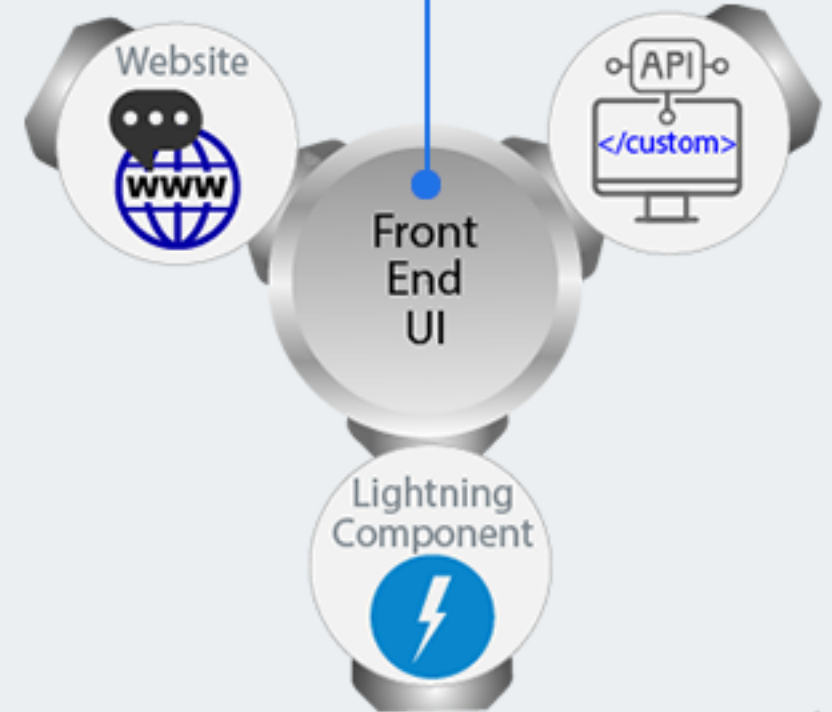 Website
www
API
</custom>
Front
End
UI
Lightning
Component